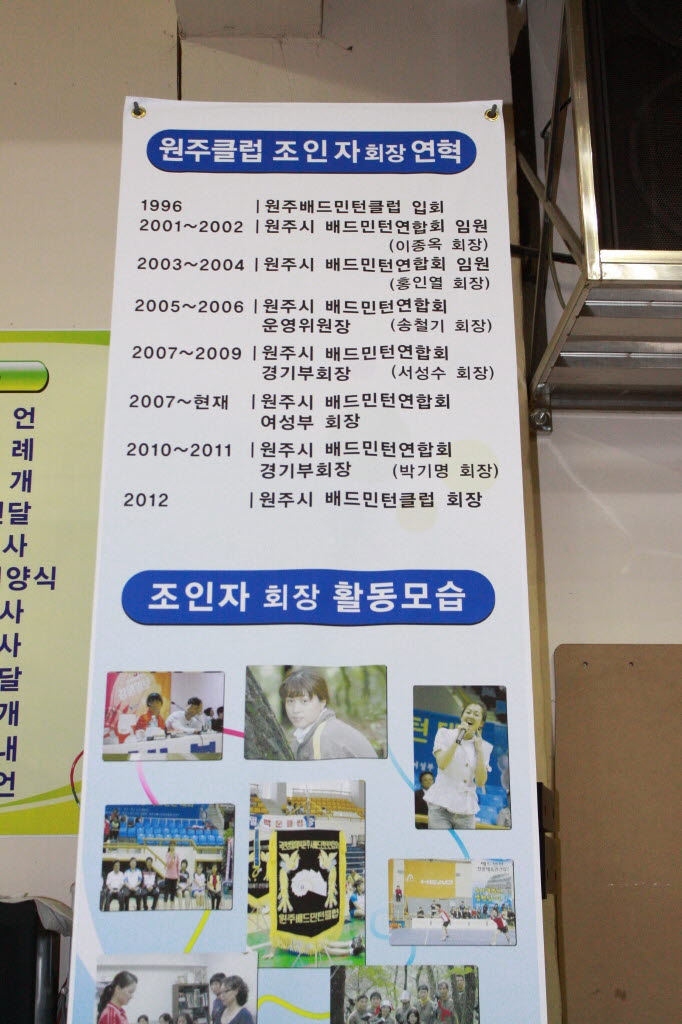 원주클럽 조인자 회장 연혁
1996 | 원주배드민턴클럽 입회
2001~2002 | 원주시 배드민턴연합회 임원
(이종옥 회장)
2003~2004 | 원주시 배드민턴연합회 임원
(홍인열 회장)
2005~2006 | 원주시 배드민턴연합회
운영위원장 (송철기 회장)
2007~2009 | 원주시 배드민턴연합회
경기부회장 (서성수 회장)
2007~현재 | 원주시 배드민턴연합회
여성부 회장
2010~2011 | 원주시 배드민턴연합회
경기부회장 (박기명 회장)
2012 | 원주시 배드민턴클럽 회장
조인자 회장 활동모습
언
례
개
달
사
양식
사
사
달
개
내
언
HEAD
원주배드민턴클럽